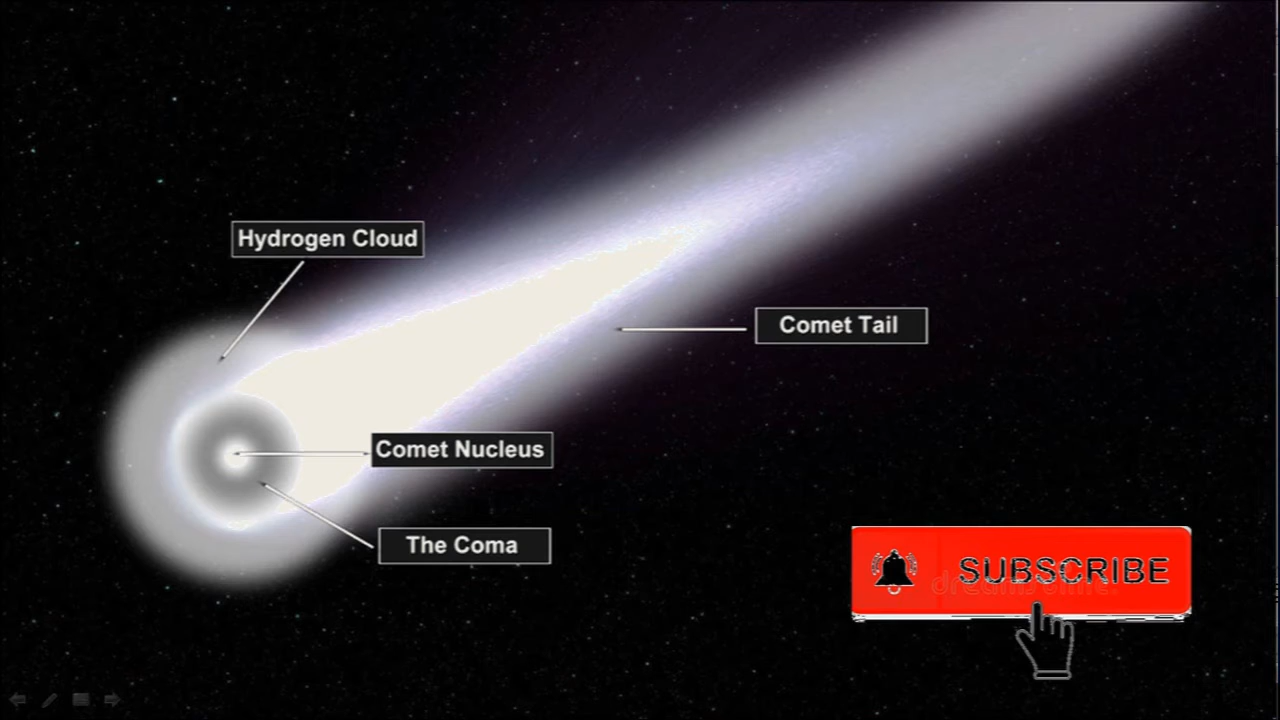 Hydrogen Cloud
Comet Tail
Comet Nucleus
The Coma
SUBSCRIBE